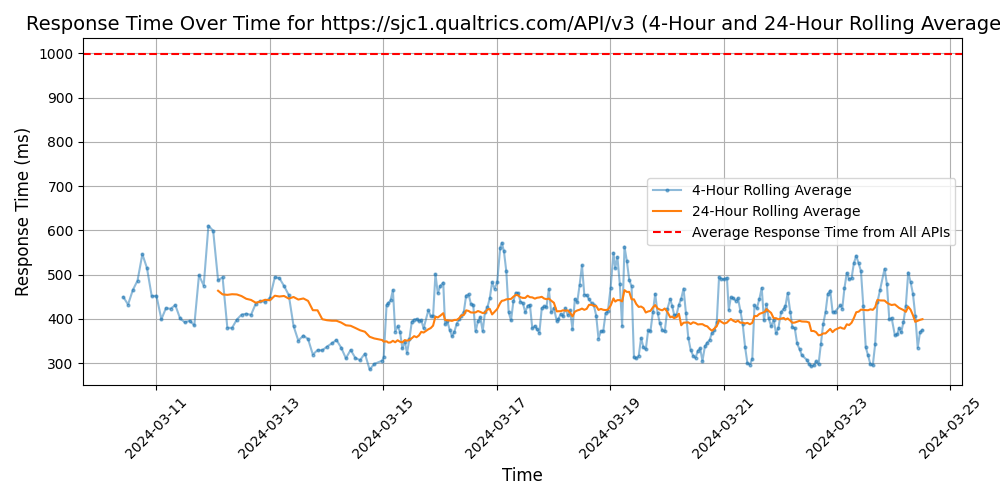 Response Time Over Time for https://sjc1.qualtrics.com/API/v3 (4-Hour and 24-Hour Rolling Average
Response Time (ms)
1000
900
800
700
600
500
400
300
4-Hour Rolling Average
24-Hour Rolling Average
Average Response Time from All APIs
2024-03-11
2024-03-13
2024-03-15
2024-03-17
2024-03-19
2024-03-21
2024-03-23
2024-03-25
Time